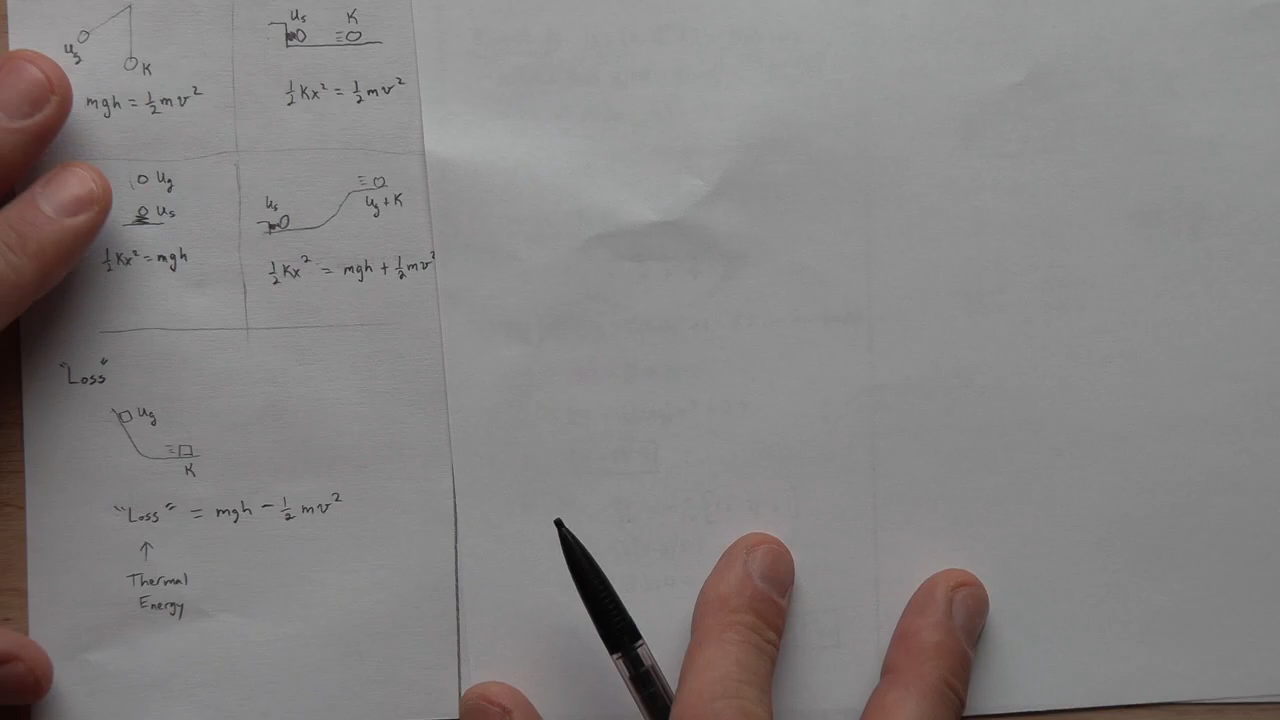 Ug
K
mgh = ½mv²
Us K
½Kx² = ½mv²
Ug
Us
½Kx² = mgh
Us
Ug + K
½Kx² = mgh + ½mv²
"Loss"
Ug
K
"Loss" = mgh − ½mv²
↑
Thermal
Energy